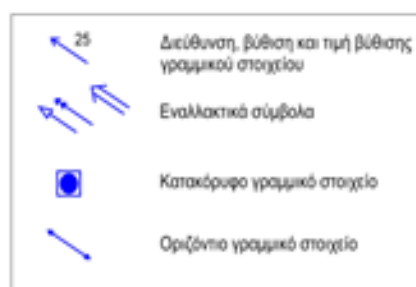 25
Διεύθυνση, βύθιση και τιμή βύθισης
γραμμικού στοιχείου
Εναλλακτικά σύμβολα
Κατακόρυφο γραμμικό στοιχείο
Οριζόντιο γραμμικό στοιχείο